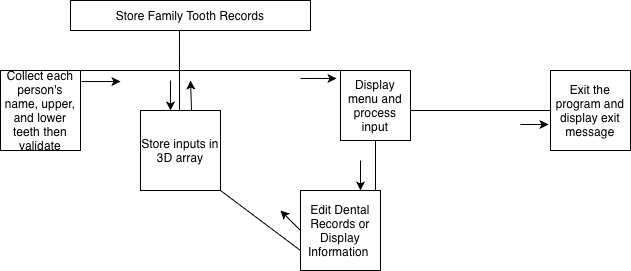 Store Family Tooth Records
Collect each
person's
name, upper,
and lower
teeth then
validate
Store inputs in
3D array
Display
menu and
process
input
Exit the
program and
display exit
message
Edit Dental
Records or
Display
Information